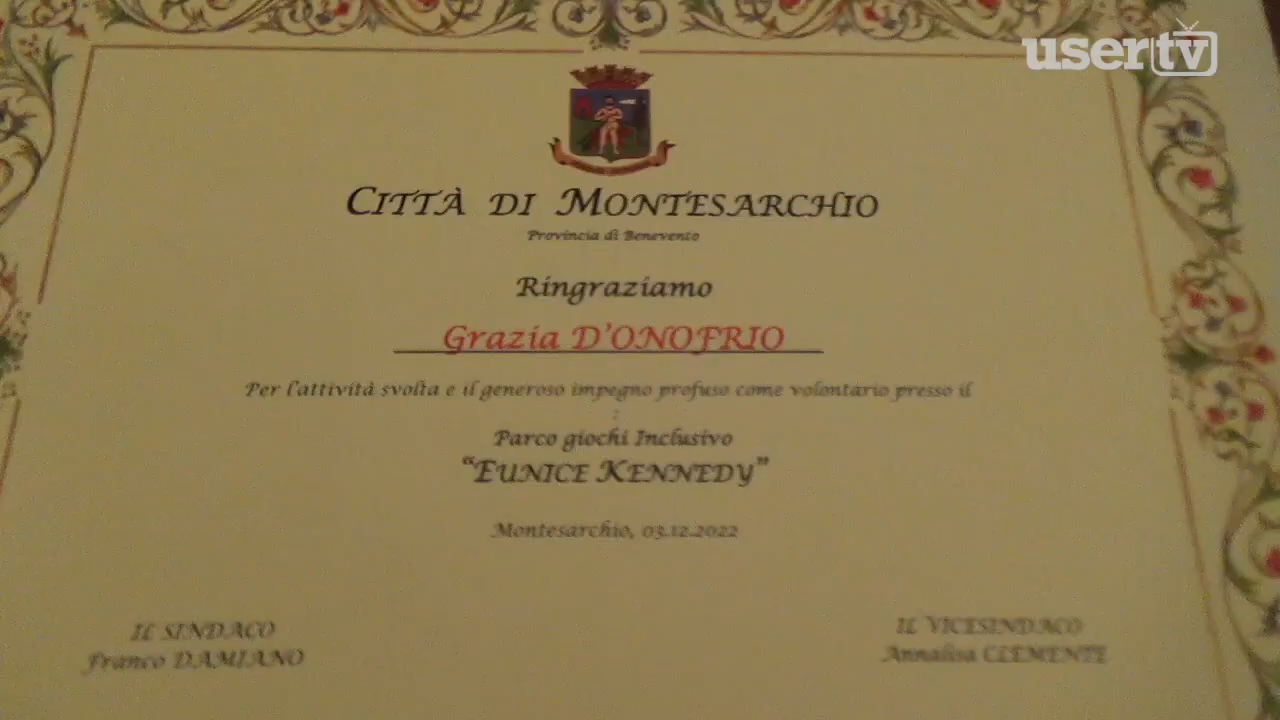 usertv
CITTÀ DI MONTESARCHIO
Provincia di Benevento
Ringraziamo
Grazia D'ONOFRIO
Per l'attività svolta e il generoso impegno profuso come volontario presso il
:
Parco giochi Inclusivo
“EUNICE KENNEDY”
Montesarchio, 03.12.2022
IL SINDACO
Franco DAMIANO
IL VICESINDACO
Annalisa CLEMENTE